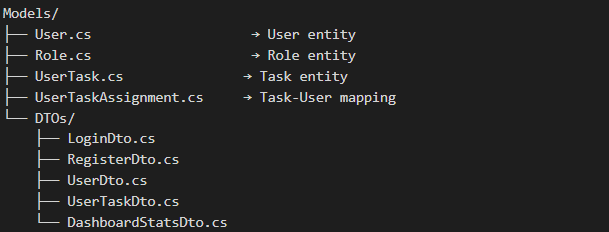 Models/
├── User.cs                    → User entity
├── Role.cs                    → Role entity
├── UserTask.cs               → Task entity
├── UserTaskAssignment.cs     → Task-User mapping
└── DTOs/
    ├── LoginDto.cs
    ├── RegisterDto.cs
    ├── UserDto.cs
    ├── UserTaskDto.cs
    └── DashboardStatsDto.cs